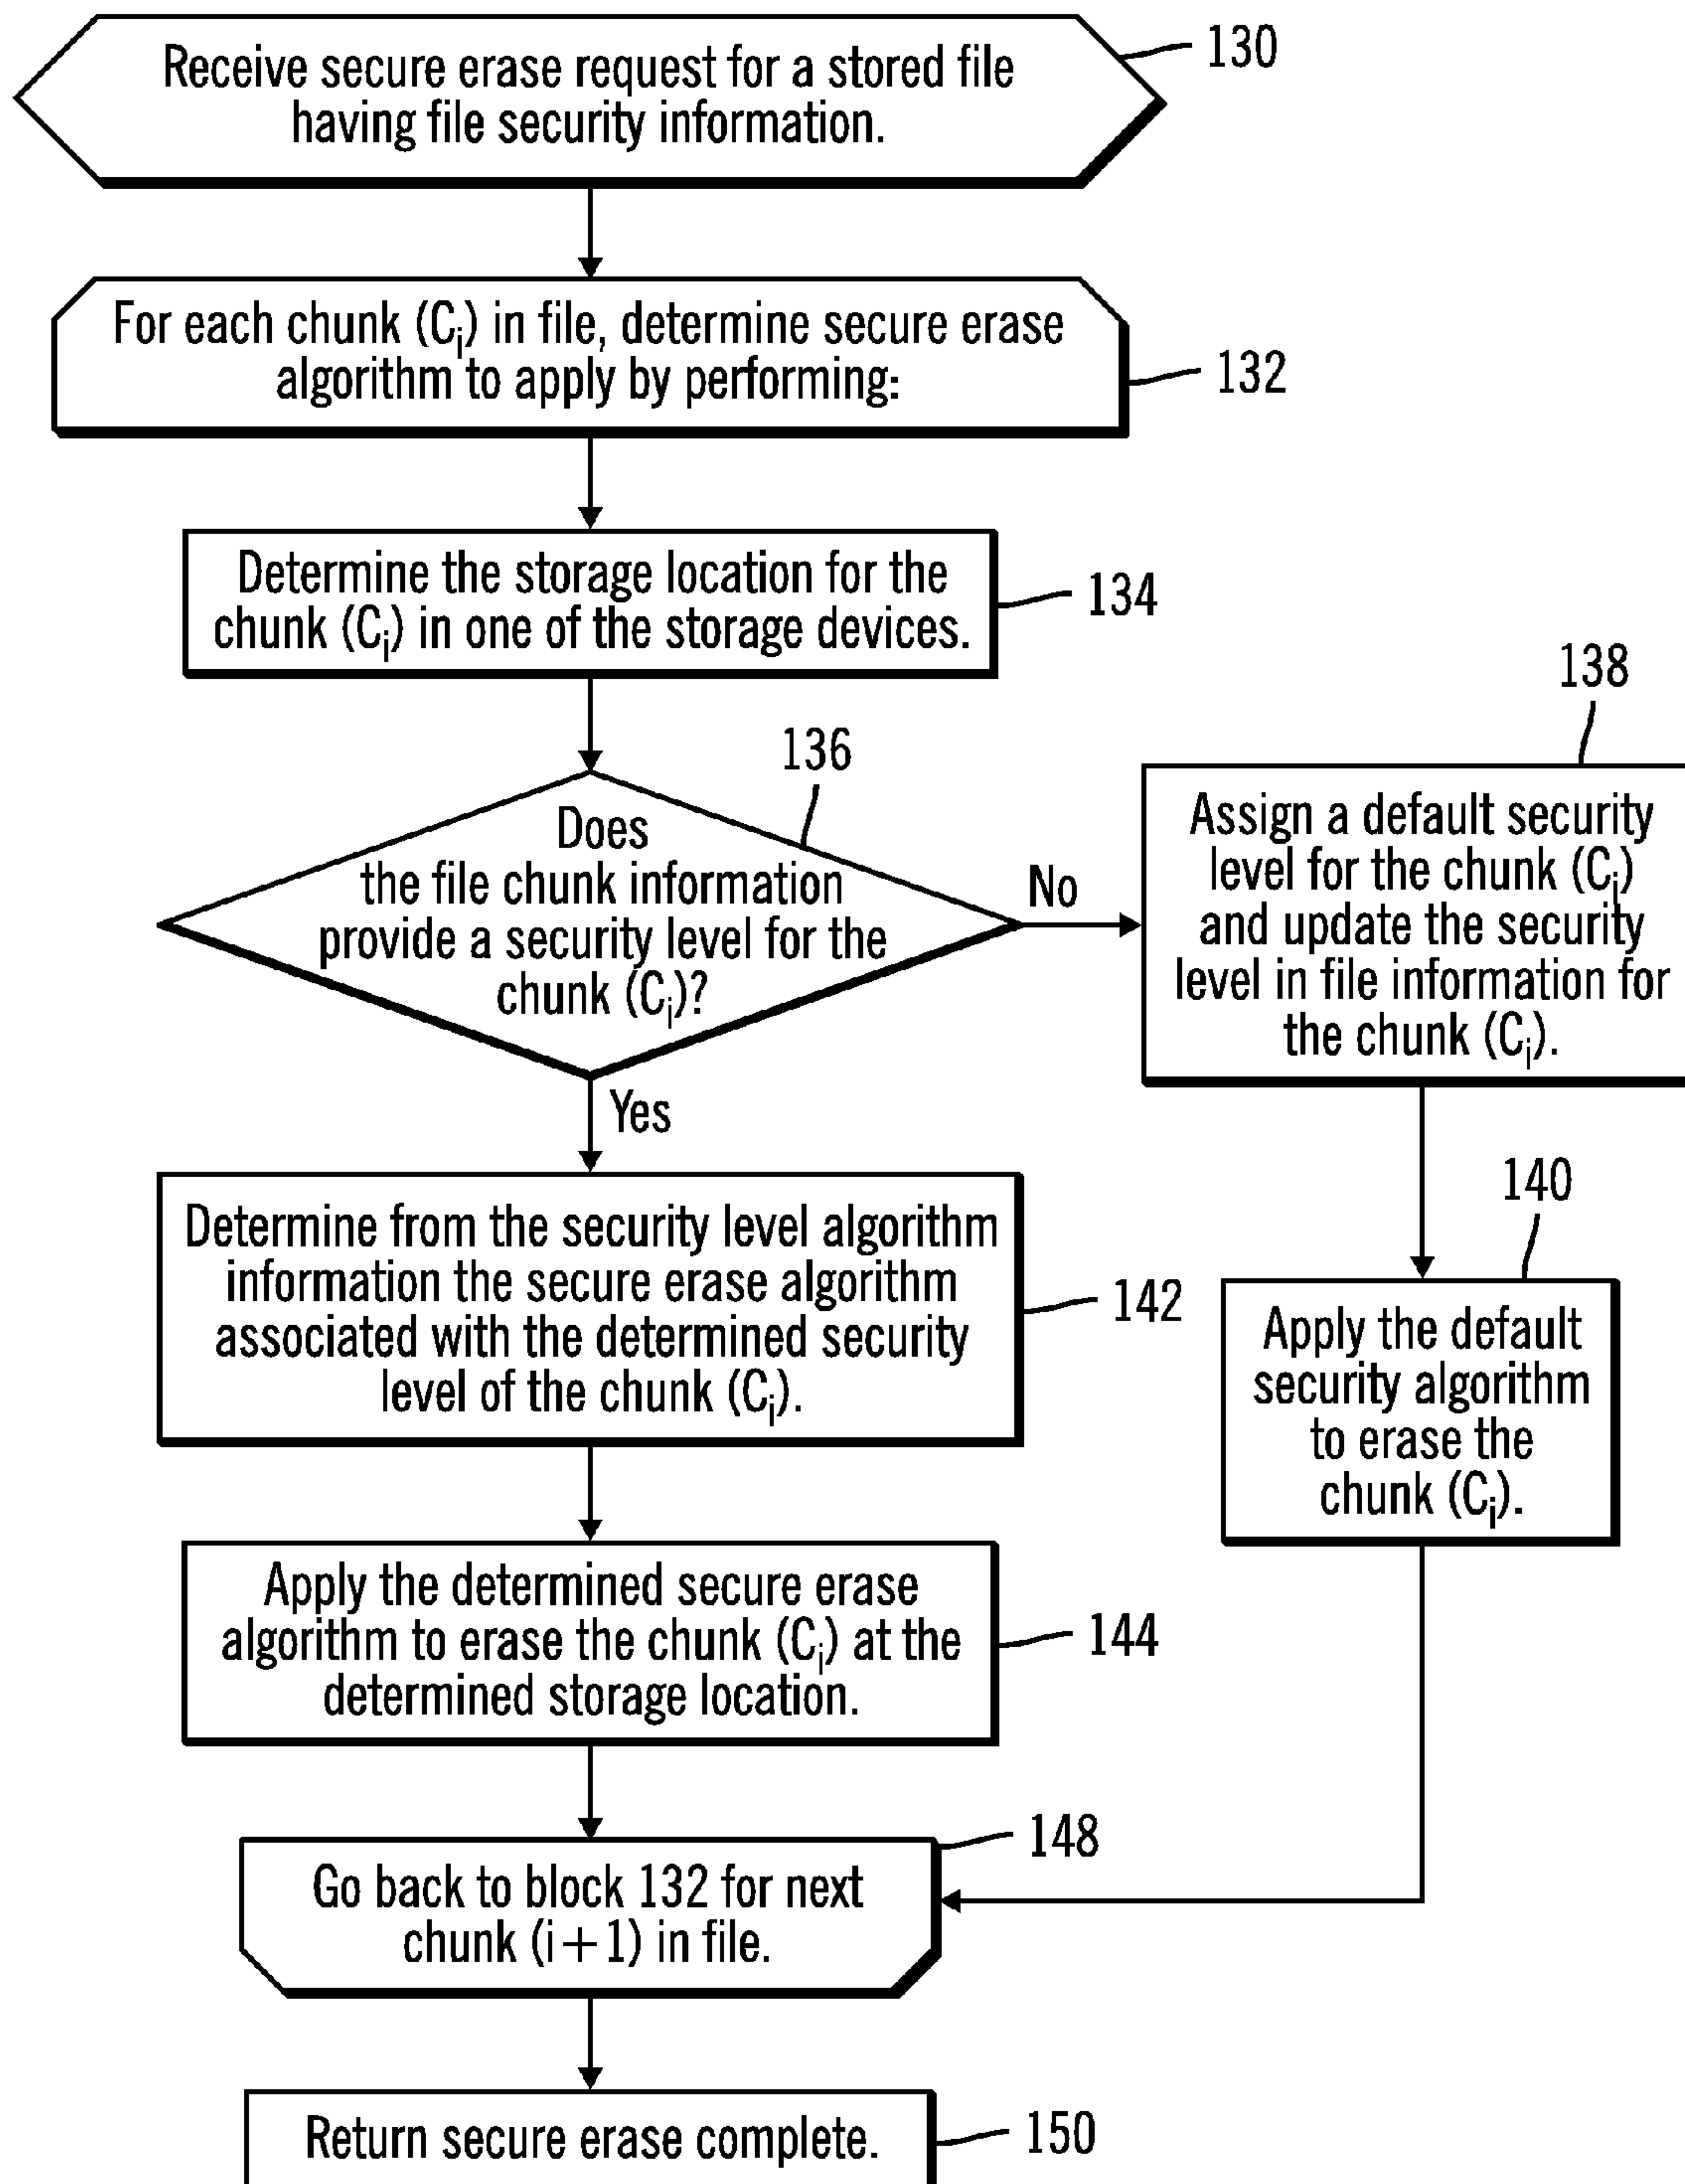 Receive secure erase request for a stored file
having file security information.
130
For each chunk (Ci) in file, determine secure erase
algorithm to apply by performing:
132
Determine the storage location for the
chunk (Ci) in one of the storage devices.
134
136
Does
the file chunk information
provide a security level for the
chunk (Ci)?
No
Yes
138
Assign a default security
level for the chunk (Ci)
and update the security
level in file information for
the chunk (Ci).
140
Apply the default
security algorithm
to erase the
chunk (Ci).
Determine from the security level algorithm
information the secure erase algorithm
associated with the determined security
level of the chunk (Ci).
142
Apply the determined secure erase
algorithm to erase the chunk (Ci) at the
determined storage location.
144
Go back to block 132 for next
chunk (i+1) in file.
148
Return secure erase complete.
150